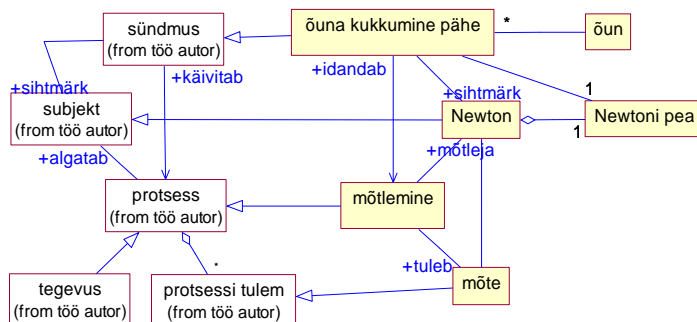 sündmus
(from töö autor)
õuna kukkumine pähe
*
õun
+käivitab
+idandab
+sihtmärk
+sihtmärk
1
subjekt
(from töö autor)
Newton
1
Newtoni pea
+algatab
+mõtleja
protsess
(from töö autor)
mõtlemine
*
+tuleb
tegevus
(from töö autor)
protsessi tulem
(from töö autor)
mõte